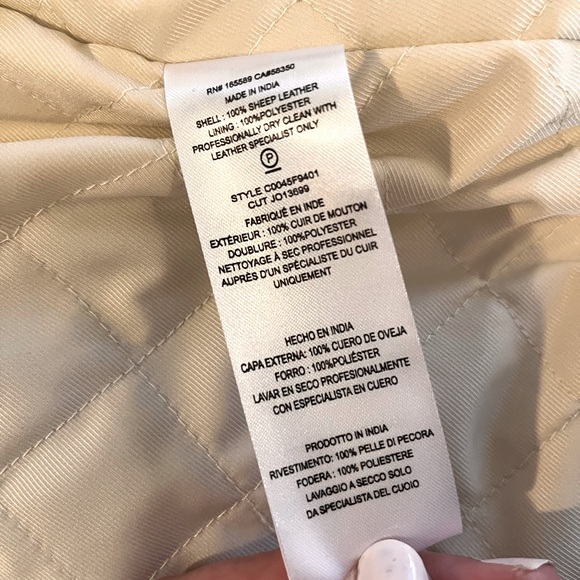 RN# 165589 CA#56350
MADE IN INDIA
SHELL : 100% SHEEP LEATHER
LINING : 100%POLYESTER
PROFESSIONALLY DRY CLEAN WITH
LEATHER SPECIALIST ONLY
P
STYLE C0045F9401
CUT JO13699
FABRIQUÉ EN INDE
EXTÉRIEUR : 100% CUIR DE MOUTON
DOUBLURE : 100%POLYESTER
NETTOYAGE À SEC PROFESSIONNEL
AUPRÈS D'UN SPÉCIALISTE DU CUIR
UNIQUEMENT
HECHO EN INDIA
CAPA EXTERNA: 100% CUERO DE OVEJA
FORRO : 100%POLIÉSTER
LAVAR EN SECO PROFESIONALMENTE
CON ESPECIALISTA EN CUERO
PRODOTTO IN INDIA
RIVESTIMENTO: 100% PELLE DI PECORA
FODERA : 100% POLIESTERE
LAVAGGIO A SECCO SOLO
DA SPECIALISTA DEL CUOIO